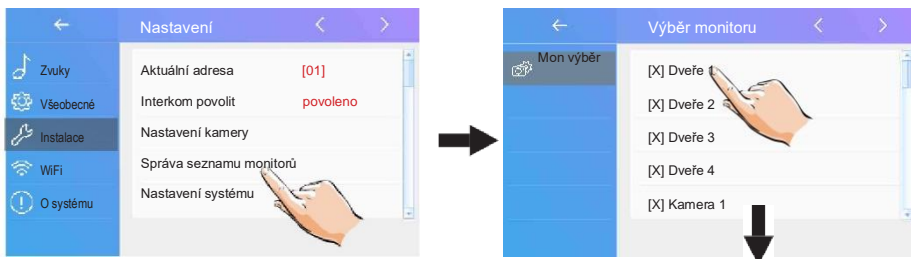 Nastavení
Zvuky
Všeobecné
Instalace
WiFi
O systému
Aktuální adresa [01]
Interkom povolit povoleno
Nastavení kamery
Správa seznamu monitorů
Nastavení systému
Výběr monitoru
Mon výběr
[X] Dveře 1
[X] Dveře 2
[X] Dveře 3
[X] Dveře 4
[X] Kamera 1